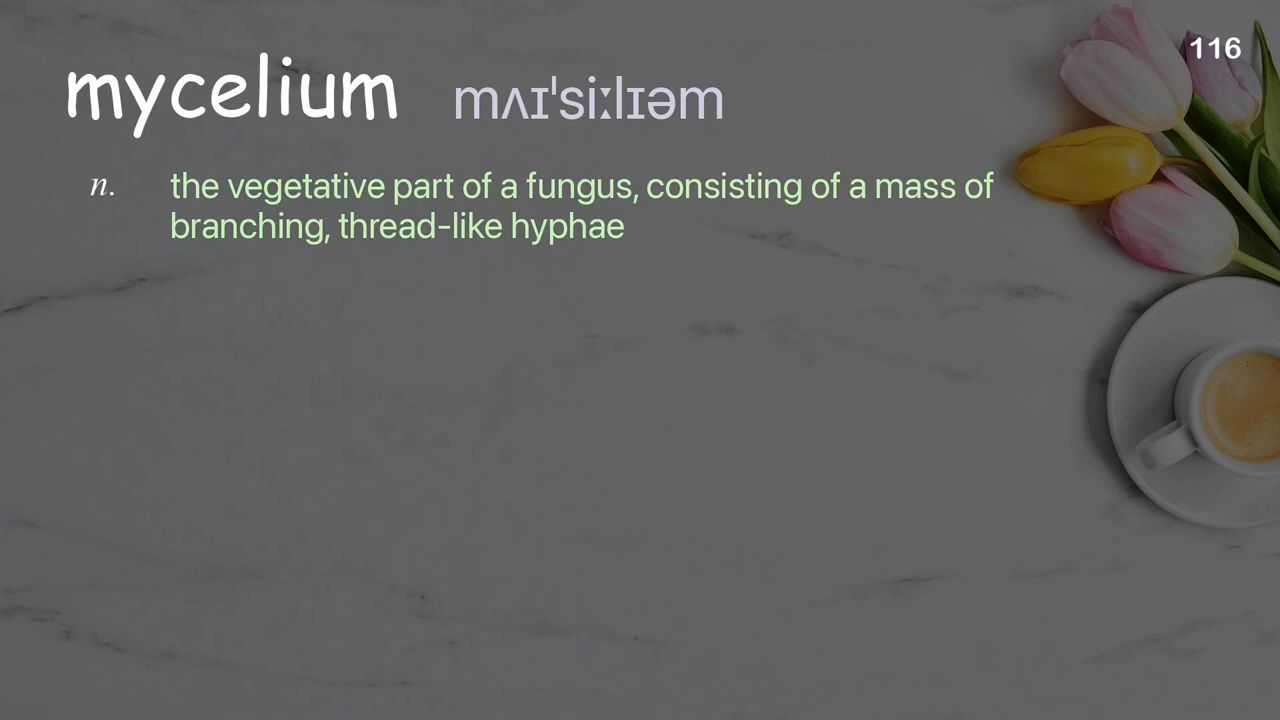 116
mycelium mʌɪˈsiːlɪəm
n. the vegetative part of a fungus, consisting of a mass of
branching, thread-like hyphae